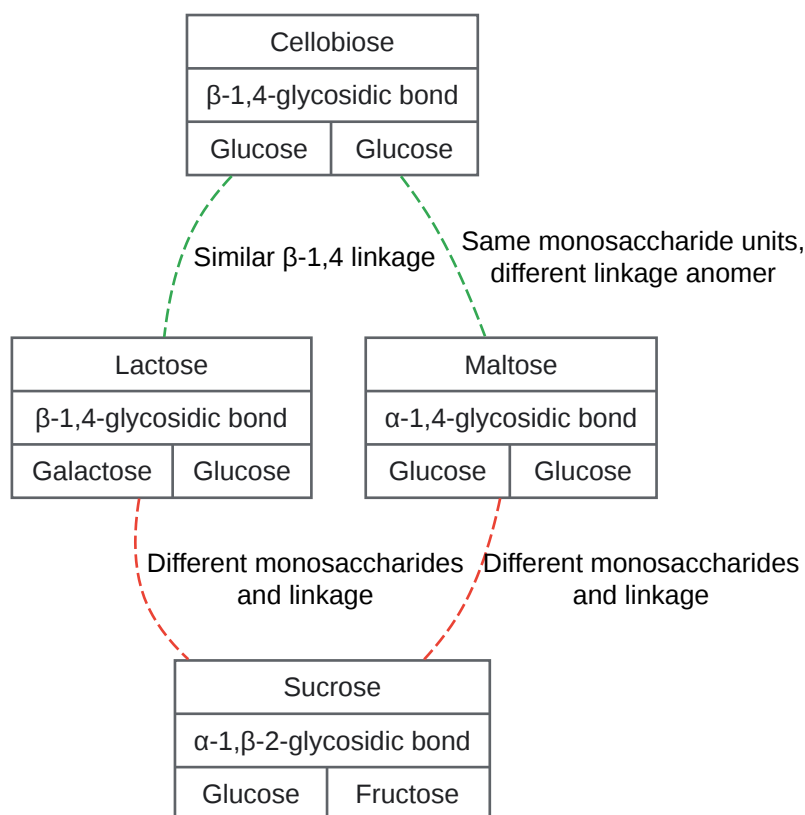 Cellobiose
β-1,4-glycosidic bond
Glucose Glucose
Similar β-1,4 linkage
Same monosaccharide units,
different linkage anomer
Lactose
β-1,4-glycosidic bond
Galactose Glucose
Maltose
α-1,4-glycosidic bond
Glucose Glucose
Different monosaccharides
and linkage
Different monosaccharides
and linkage
Sucrose
α-1,β-2-glycosidic bond
Glucose Fructose